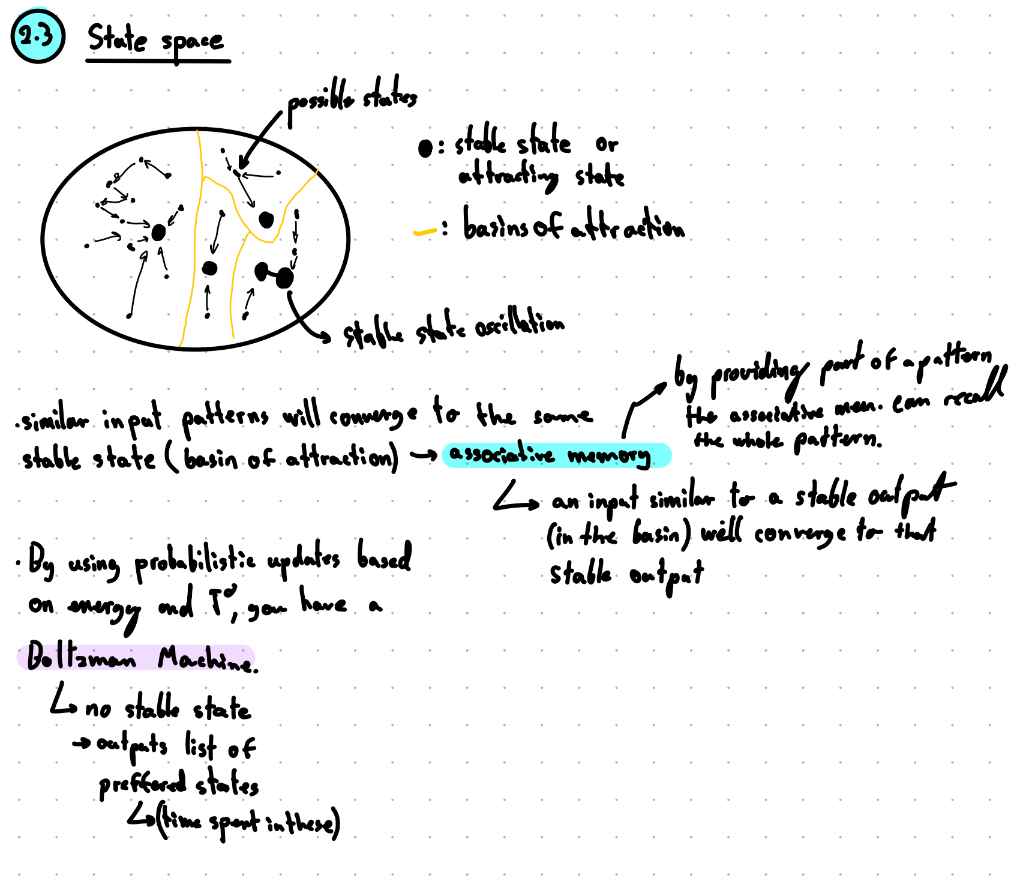 2.3 State space
possible states
● : stable state or
attracting state
– : basins of attraction
stable state oscillation
by providing part of a pattern
the associative mem. can recall
the whole pattern.
· similar input patterns will converge to the same
stable state (basin of attraction) → associative memory
↳ an input similar to a stable output
(in the basin) will converge to that
stable output
· By using probabilistic updates based
on energy and T°, you have a
Boltzman Machine.
↳ no stable state
→ outputs list of
preffered states
↳ (time spent in these)